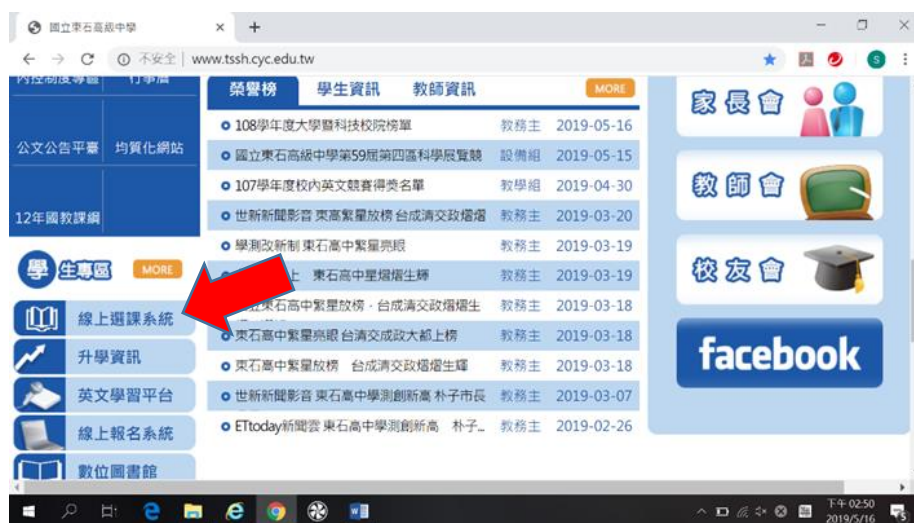 國立東石高級中學
不安全 | www.tssh.cyc.edu.tw
內控制度專區 行事曆
公文公告平臺 均質化網站
12年國教課綱
學生專區 MORE
線上選課系統
升學資訊
英文學習平台
線上報名系統
數位圖書館
榮譽榜 學生資訊 教師資訊 MORE
108學年度大學暨科技校院榜單 教務主 2019-05-16
國立東石高級中學第59屆第四區科學展覽競 設備組 2019-05-15
107學年度校內英文競賽得獎名單 教學組 2019-04-30
世新新聞影音 東高繁星放榜 台成清交政熠熠 教務主 2019-03-20
學測改新制 東石高中繁星亮眼 教務主 2019-03-19
上 東石高中星熠熠生輝 教務主 2019-03-19
立東石高中繁星放榜‧台成清交政熠熠生 教務主 2019-03-18
東石高中繁星亮眼 台清交成政大都上榜 教務主 2019-03-18
東石高中繁星放榜 台成清交政熠熠生輝 教務主 2019-03-18
世新新聞影音 東石高中學測創新高 朴子市長 教務主 2019-03-07
ETtoday新聞雲 東石高中學測創新高 朴子... 教務主 2019-02-26
家長會
教師會
校友會
facebook
下午 02:50
2019/5/16